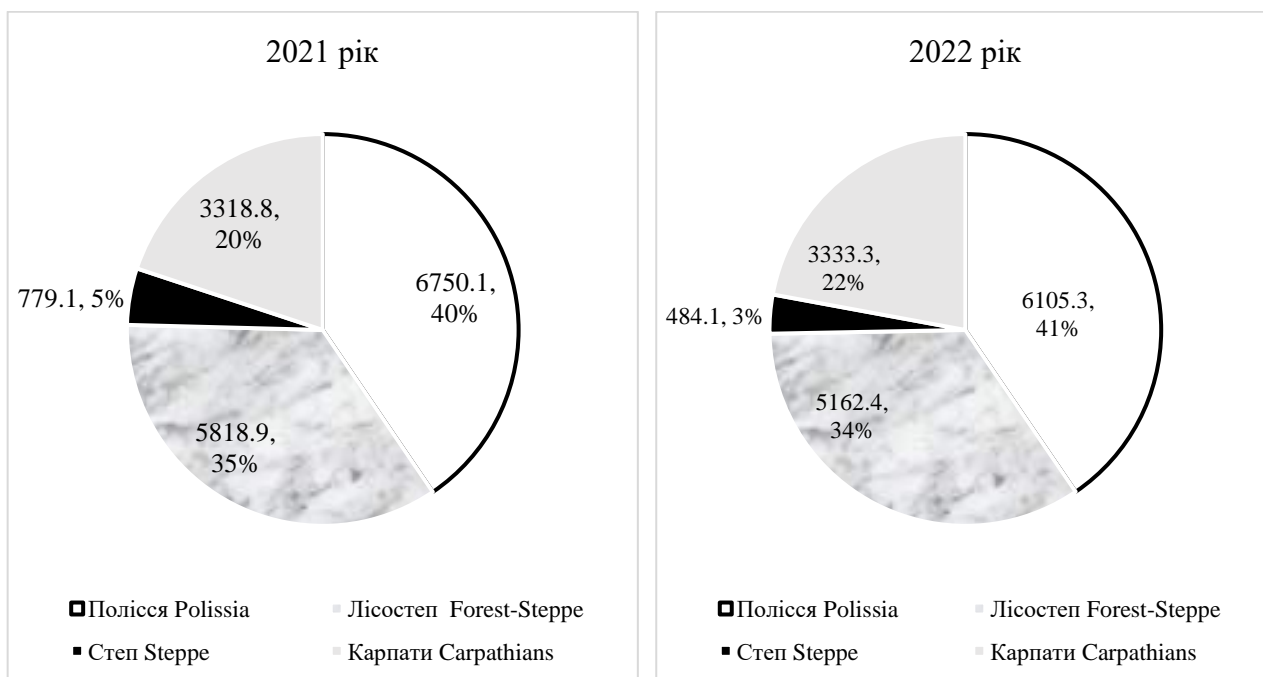 2021 рік
3318.8,
20%
6750.1,
40%
779.1, 5%
5818.9,
35%
Полісся Polissia
Лісостеп Forest-Steppe
Степ Steppe
Карпати Carpathians
2022 рік
3333.3,
22%
6105.3,
41%
484.1, 3%
5162.4,
34%
Полісся Polissia
Лісостеп Forest-Steppe
Степ Steppe
Карпати Carpathians